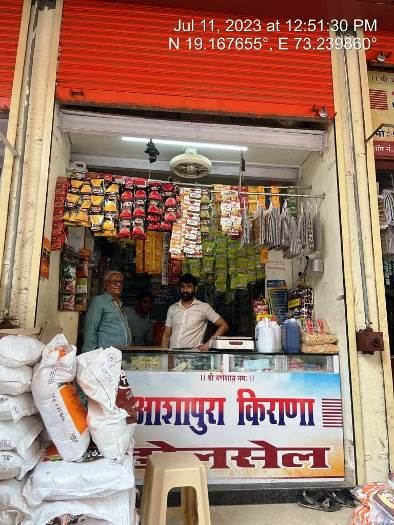 Jul 11, 2023 at 12:51:30 PM
N 19.167655°, E 73.239860°
।। श्री गणेशाय नमः ।।
आशापुरा किराणा
होलसेल